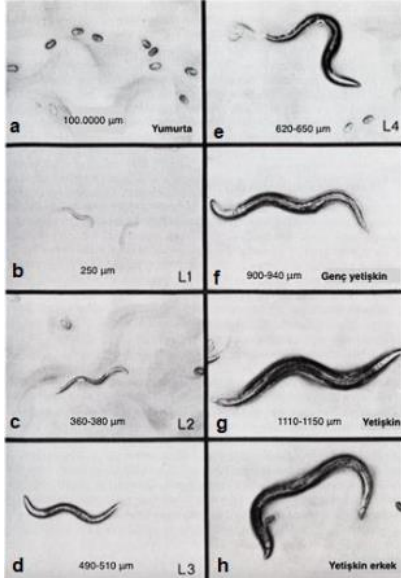 a
100.0000 µm
Yumurta
b
250 µm
L1
c
360-380 µm
L2
d
490-510 µm
L3
e
620-650 µm
L4
f
900-940 µm
Genç yetişkin
g
1110-1150 µm
Yetişkin
h
Yetişkin erkek